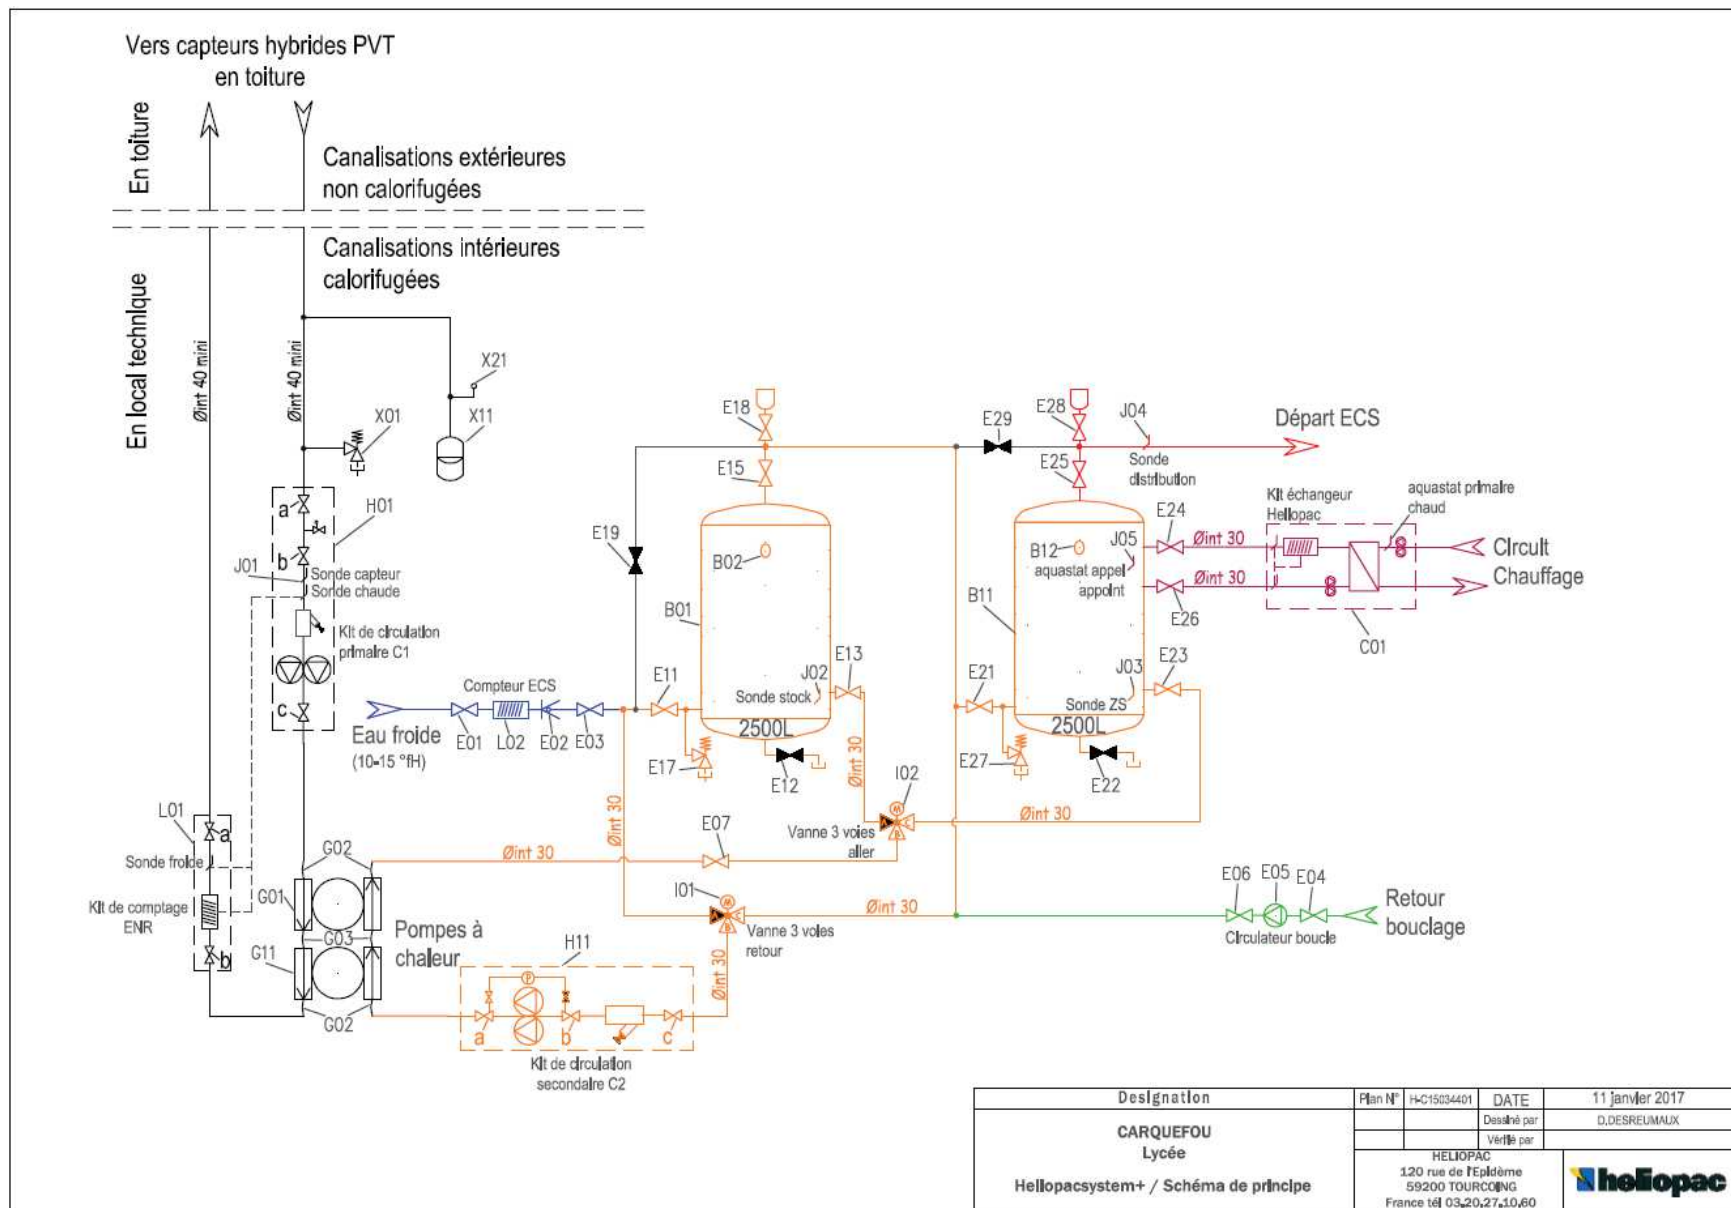 Vers capteurs hybrides PVT
en toiture
En toiture
Canalisations extérieures
non calorifugées
Canalisations intérieures
calorifugées
En local technique
Øint 40 mini
Øint 40 mini
X21
X01
X11
a
H01
b
J01
Sonde capteur
Sonde chaude
Kit de circulation
primaire C1
c
E18
E15
E19
B02
B01
E11
J02
E13
Sonde stock
2500L
E17
E12
Compteur ECS
Eau froide
(10-15 °fH)
E01
L02
E02
E03
E29
E28
J04
Départ ECS
E25
Sonde
distribution
Kit échangeur
Heliopac
aquastat primaire
chaud
E24
J05
B12
aquastat appel
appoint
Øint 30
Øint 30
Circuit
Chauffage
B11
E26
C01
E21
J03
E23
Sonde ZS
2500L
E27
E22
Øint 30
Øint 30
I02
Vanne 3 voies
aller
A
B
C
Øint 30
E07
Øint 30
L01
a
Sonde froide
G02
G01
Kit de comptage
ENR
G03
G11
b
G02
Pompes à
chaleur
I01
A
B
C
Vanne 3 voies
retour
Øint 30
H11
P
a
b
c
Øint 30
Kit de circulation
secondaire C2
E06
E05
E04
Retour
bouclage
Circulateur boucle
Designation
Plan N°
H-C15034401
DATE
11 janvier 2017
Dessiné par
D.DESREUMAUX
Vérifié par
CARQUEFOU
Lycée
Heliopacsystem+ / Schéma de principe
HELIOPAC
120 rue de l'Epidème
59200 TOURCOING
France tél 03.20.27.10.60
heliopac